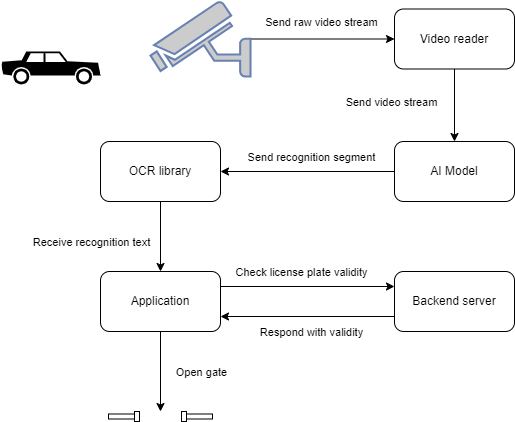 Send raw video stream
Video reader
Send video stream
OCR library
Send recognition segment
AI Model
Receive recognition text
Check license plate validity
Application
Backend server
Respond with validity
Open gate